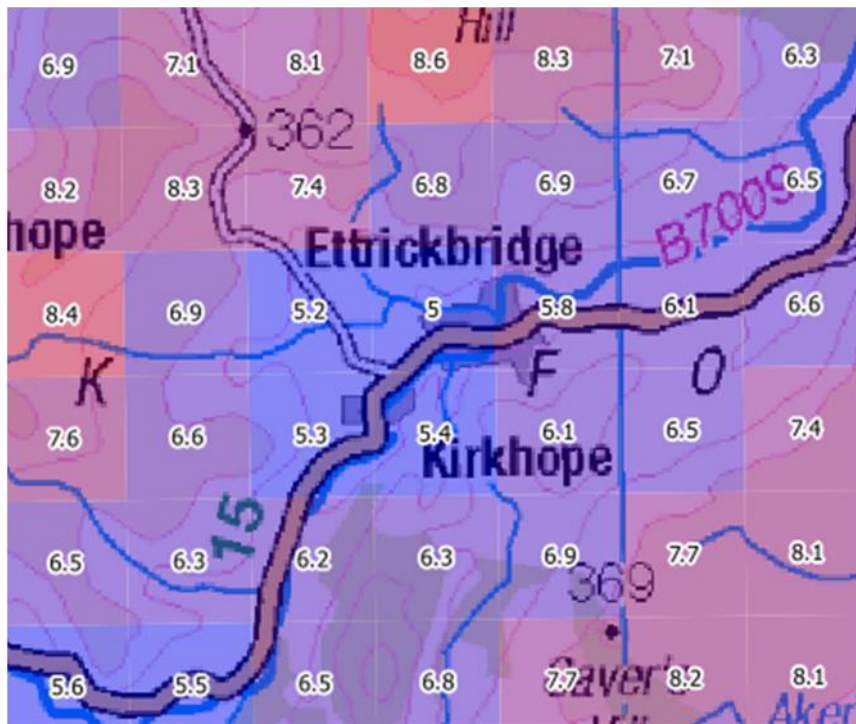 Hill
6.9 7.1 8.1 8.6 8.3 7.1 6.3
362
8.2 8.3 7.4 6.8 6.9 6.7 6.5
hope Ettrickbridge B7009
8.4 6.9 5.2 5 5.8 6.1 6.6
K F O
7.6 6.6 5.3 5.4 6.1 6.5 7.4
Kirkhope
15
6.5 6.3 6.2 6.3 6.9 7.7 8.1
369
5.6 5.5 6.5 6.8 7.7 8.2 8.1
Caver's
Aker